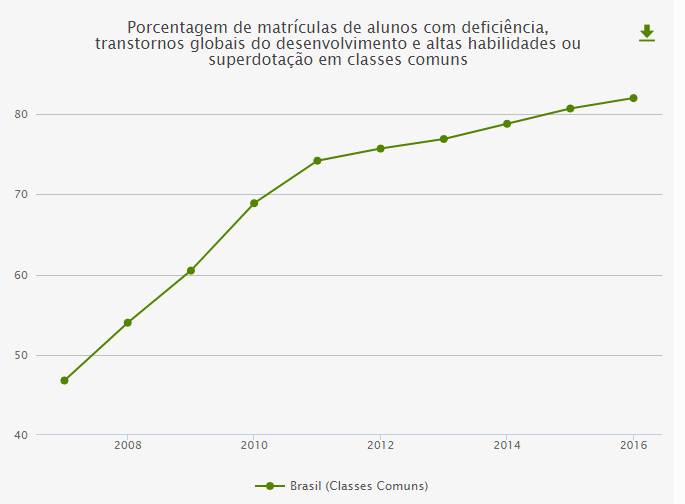 Porcentagem de matrículas de alunos com deficiência,
transtornos globais do desenvolvimento e altas habilidades ou
superdotação em classes comuns
80
70
60
50
40
2008 2010 2012 2014 2016
Brasil (Classes Comuns)